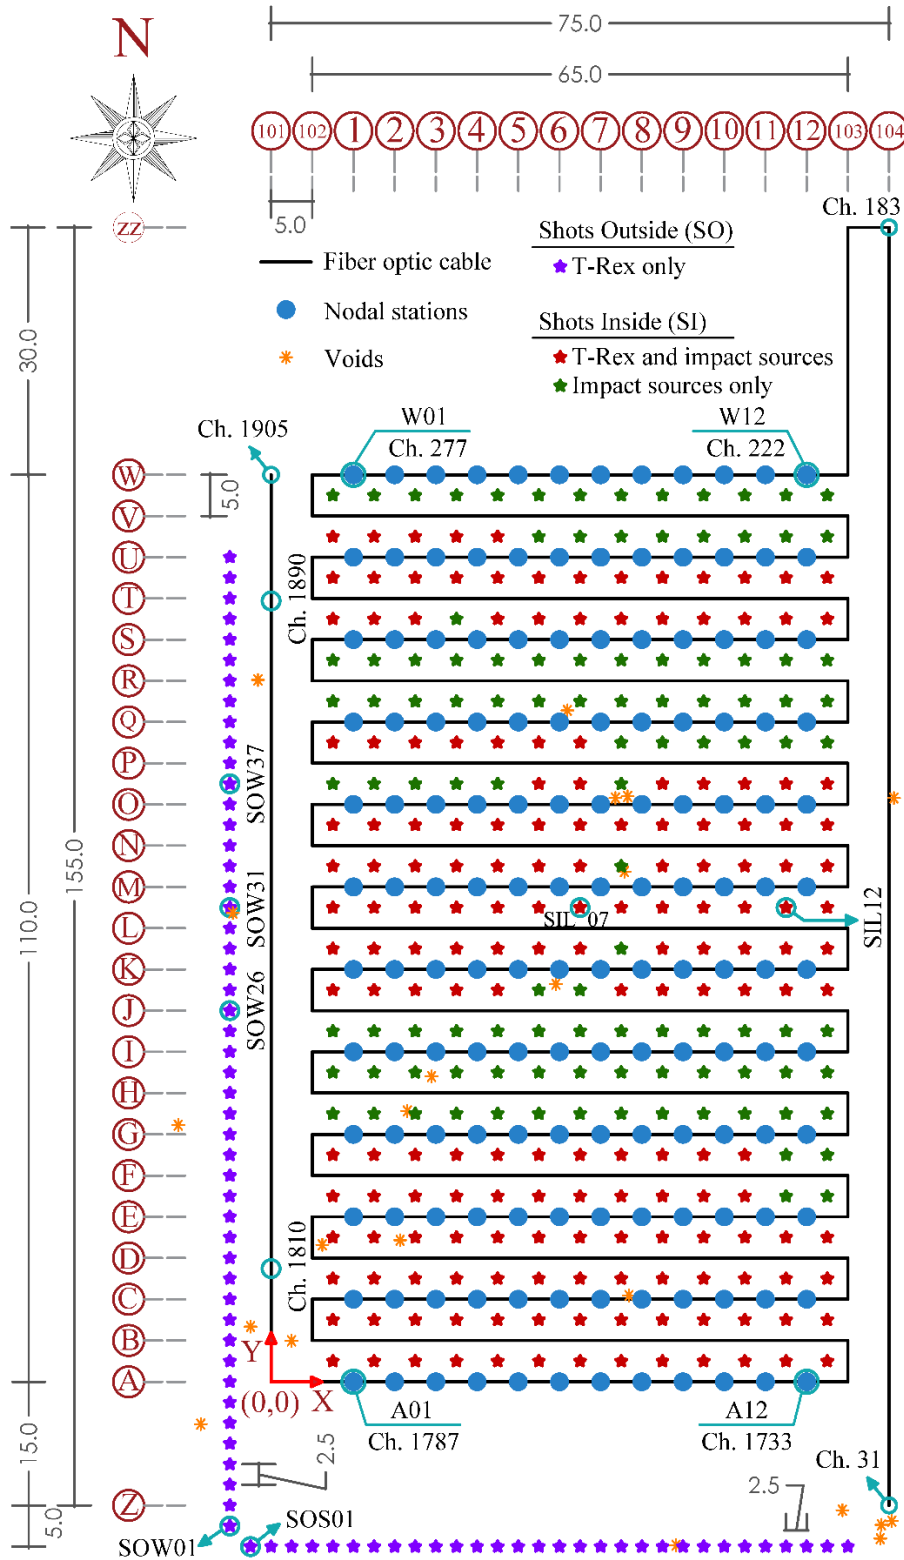 75.0
N
65.0
101 102 1 2 3 4 5 6 7 8 9 10 11 12 103 104
5.0
Ch. 183
ZZ
Shots Outside (SO)
Fiber optic cable
T-Rex only
Nodal stations
Shots Inside (SI)
Voids
T-Rex and impact sources
Impact sources only
30.0
W01
Ch. 277
W12
Ch. 222
Ch. 1905
W
5.0
V
U
T
Ch. 1890
S
R
Q
P
SOW37
O
N
M
SOW31
110.0
155.0
SIL 07
SIL12
L
K
J
SOW26
I
H
G
F
E
D
Ch. 1810
C
B
Y
A
(0,0) X
A01
Ch. 1787
A12
Ch. 1733
15.0
2.5
Ch. 31
2.5
Z
5.0
SOS01
SOW01